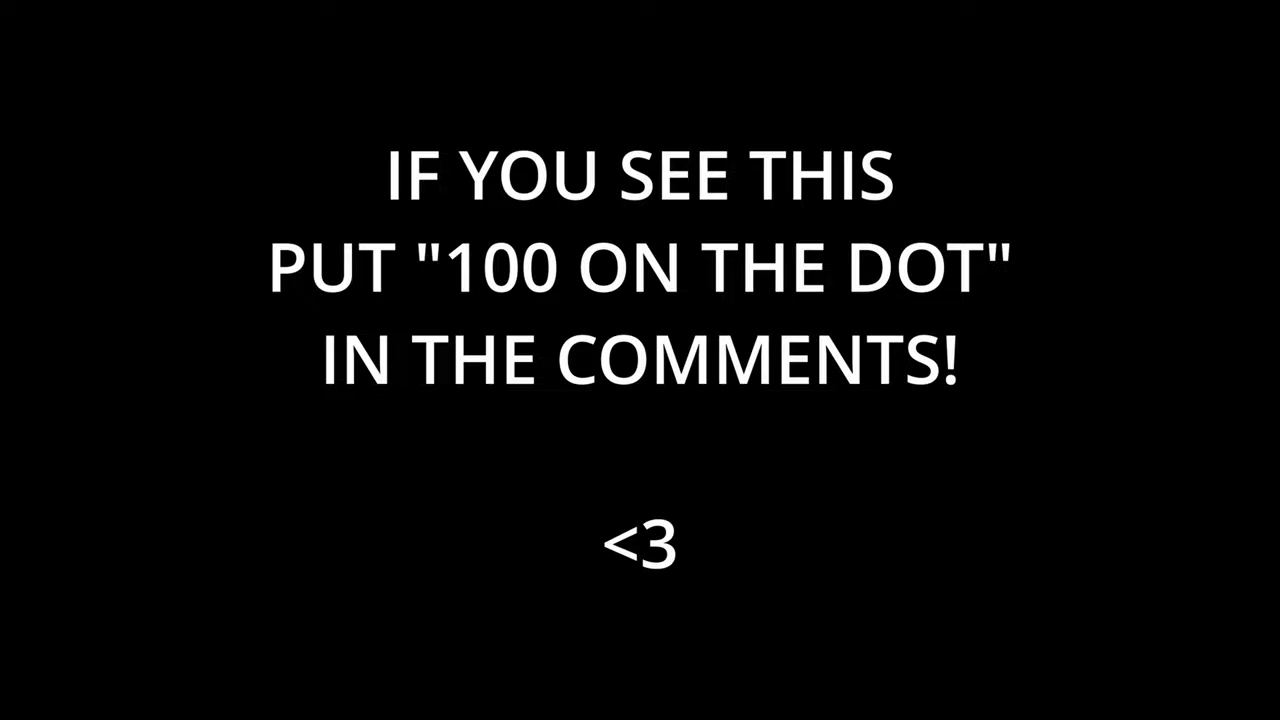 IF YOU SEE THIS
PUT "100 ON THE DOT"
IN THE COMMENTS!
<3